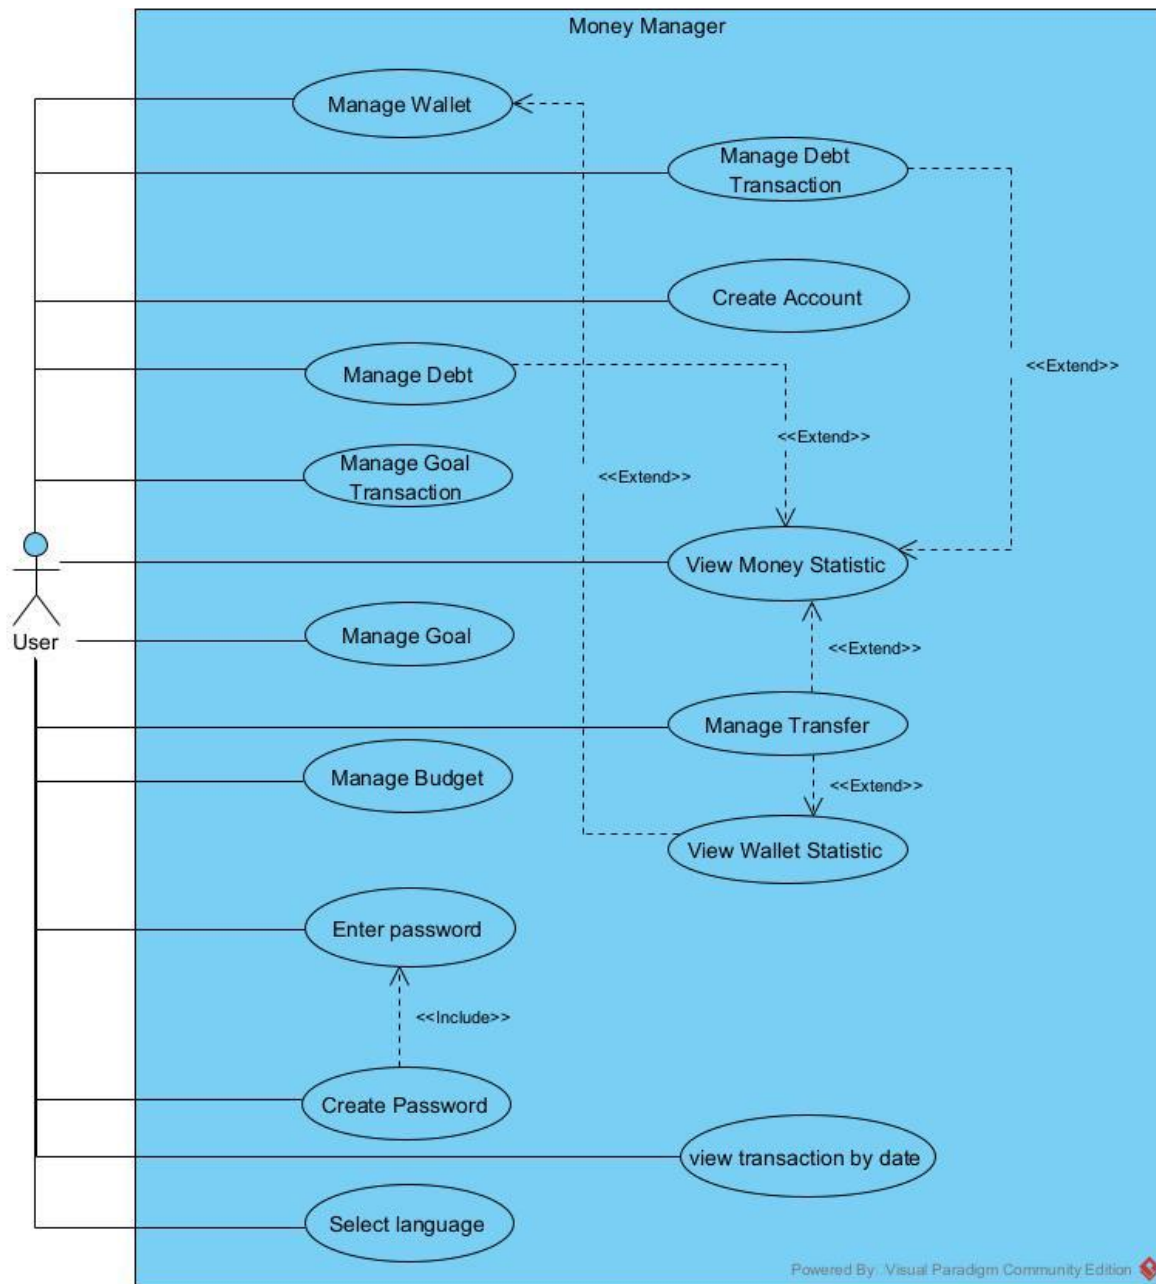 Money Manager
Manage Wallet
Manage Debt
Transaction
Create Account
Manage Debt
<<Extend>>
<<Extend>>
Manage Goal
Transaction
<<Extend>>
View Money Statistic
User
Manage Goal
<<Extend>>
Manage Transfer
Manage Budget
<<Extend>>
View Wallet Statistic
Enter password
<<Include>>
Create Password
view transaction by date
Select language
Powered By: Visual Paradigm Community Edition